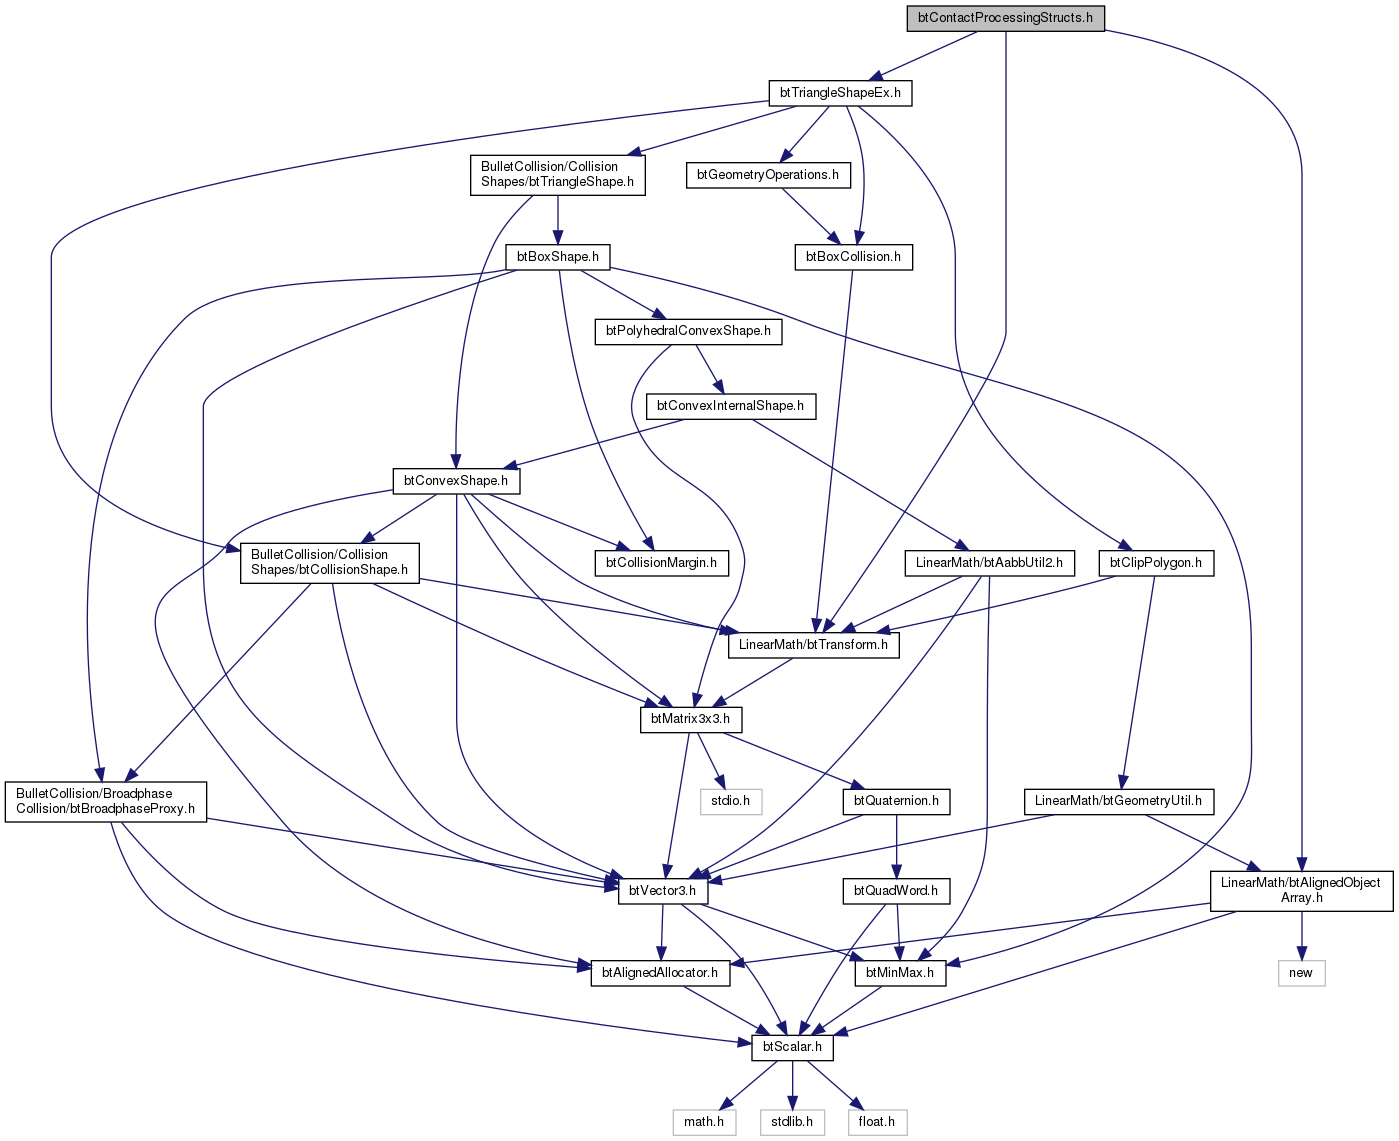 btContactProcessingStructs.h
btTriangleShapeEx.h
BulletCollision/Collision
Shapes/btTriangleShape.h
btGeometryOperations.h
btBoxShape.h
btBoxCollision.h
btPolyhedralConvexShape.h
btConvexInternalShape.h
btConvexShape.h
BulletCollision/Collision
Shapes/btCollisionShape.h
btCollisionMargin.h
LinearMath/btAabbUtil2.h
btClipPolygon.h
LinearMath/btTransform.h
btMatrix3x3.h
BulletCollision/Broadphase
Collision/btBroadphaseProxy.h
stdio.h
btQuaternion.h
LinearMath/btGeometryUtil.h
btVector3.h
btQuadWord.h
LinearMath/btAlignedObject
Array.h
btAlignedAllocator.h
btMinMax.h
new
btScalar.h
math.h
stdlib.h
float.h